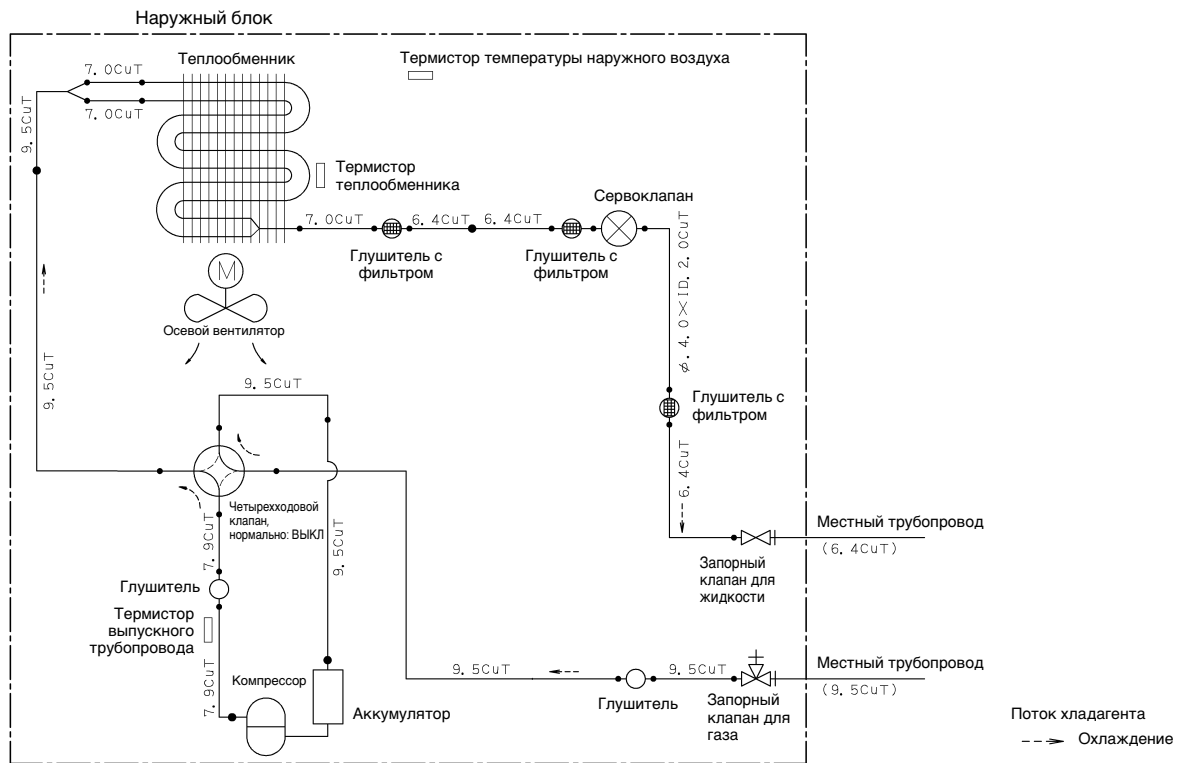 Наружный блок
Теплообменник
Термистор температуры наружного воздуха
7. 0CuT
7. 0CuT
9. 5CuT
Термистор
теплообменника
Сервоклапан
7. 0CuT
6. 4CuT
6. 4CuT
Глушитель с
фильтром
Глушитель с
фильтром
ø. 4. 0×ID. 2. 0CuT
M
Осевой вентилятор
9. 5CuT
9. 5CuT
Глушитель с
фильтром
6. 4CuT
Четырехходовой
клапан,
нормально: ВЫКЛ
7. 9CuT
9. 5CuT
Местный трубопровод
(6. 4CuT)
Запорный
клапан для
жидкости
Глушитель
Термистор
выпускного
трубопровода
7. 9CuT
Компрессор
Аккумулятор
9. 5CuT
9. 5CuT
Глушитель
Запорный
клапан для
газа
Местный трубопровод
(9. 5CuT)
Поток хладагента
Охлаждение